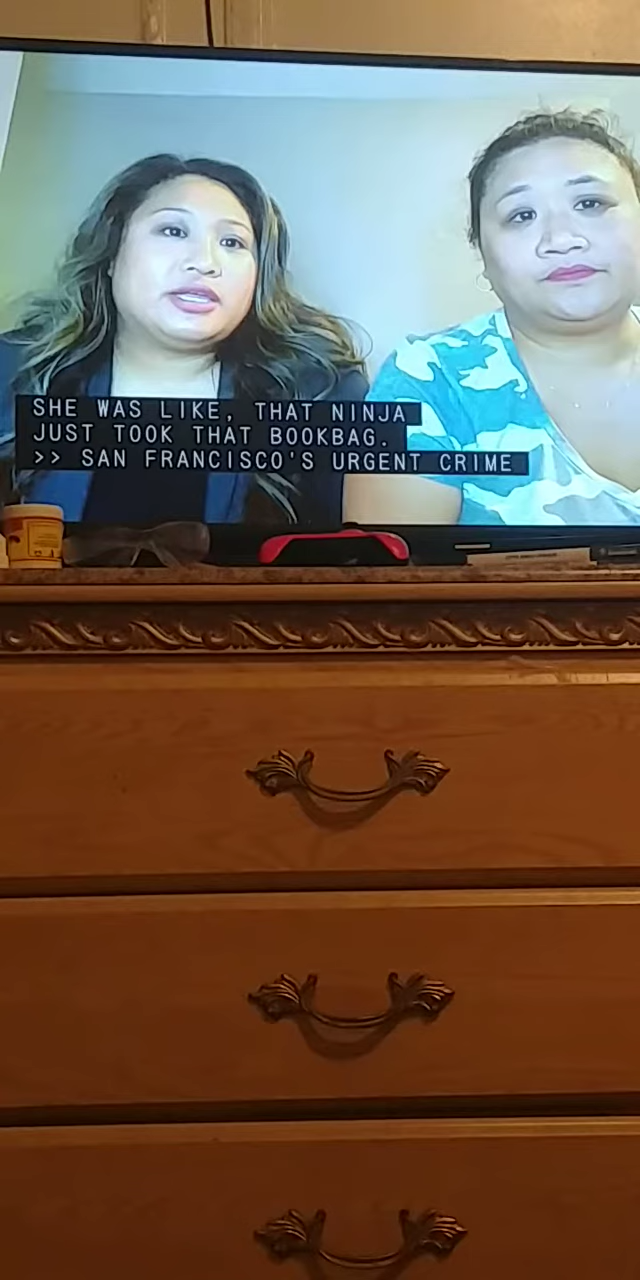 SHE WAS LIKE, THAT NINJA
JUST TOOK THAT BOOKBAG.
>> SAN FRANCISCO'S URGENT CRIME